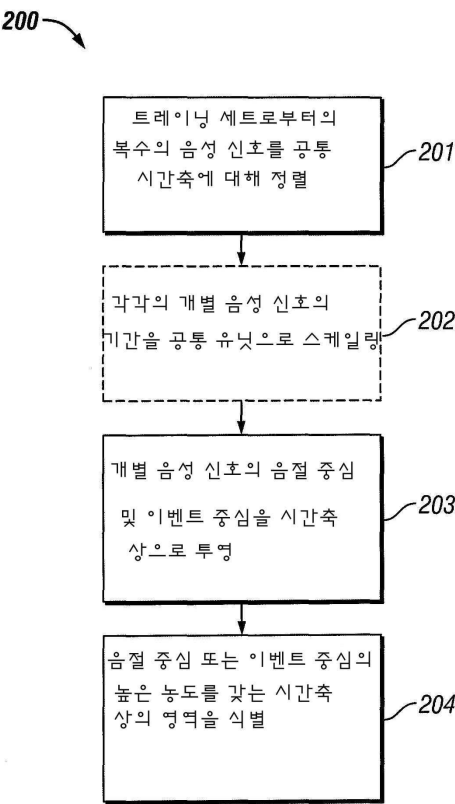 200
트레이닝 세트로부터의
복수의 음성 신호를 공통
시간축에 대해 정렬
201
각각의 개별 음성 신호의
기간을 공통 유닛으로 스케일링
202
개별 음성 신호의 음절 중심
및 이벤트 중심을 시간축
상으로 투영
203
음절 중심 또는 이벤트 중심의
높은 농도를 갖는 시간축
상의 영역을 식별
204